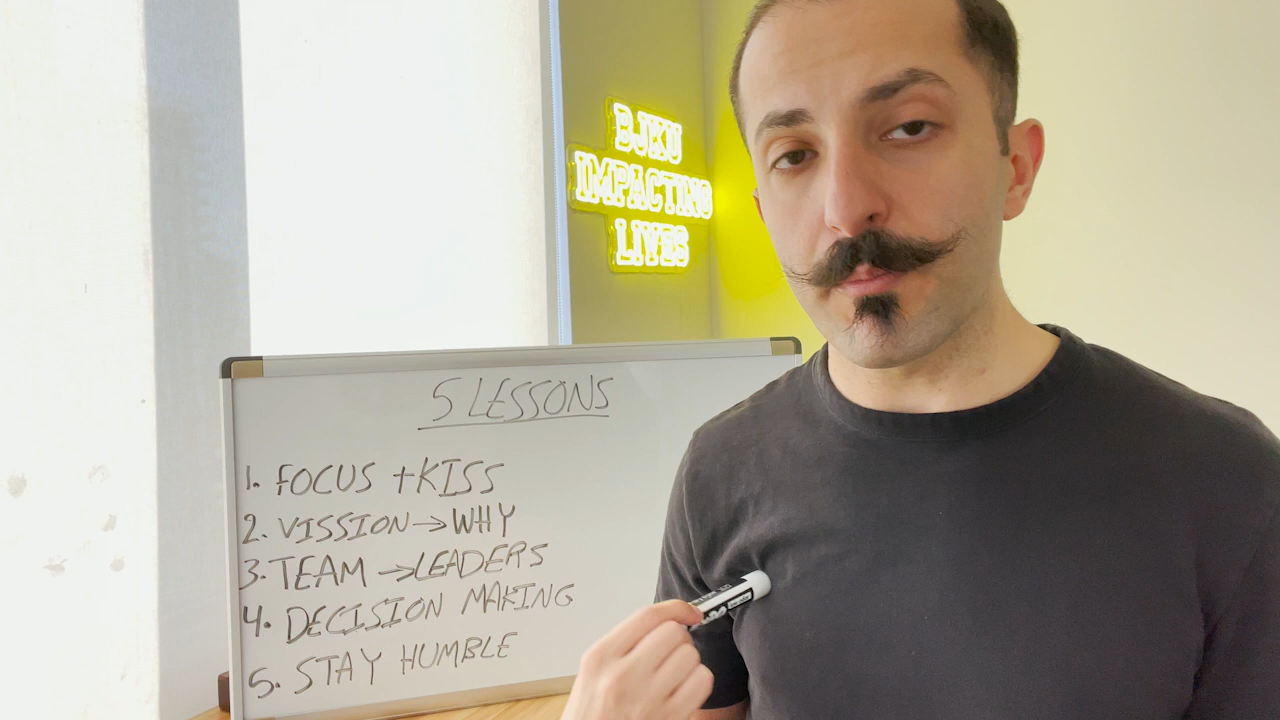 BJKU
IMPACTING
LIVES
5 LESSONS
1. FOCUS + KISS
2. VISSION → WHY
3. TEAM → LEADERS
4. DECISION MAKING
5. STAY HUMBLE